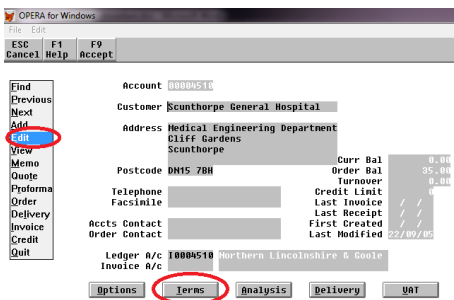 OPERA for Windows
File Edit
ESC F1 F9
Cancel Help Accept
Find
Previous
Next
Add
Edit
View
Memo
Quote
Proforma
Order
Delivery
Invoice
Credit
Quit
Account 00004510
Customer Scunthorpe General Hospital
Address Medical Engineering Department
Cliff Gardens
Scunthorpe
Postcode DN15 7BH
Telephone
Facsimile
Accts Contact
Order Contact
Curr Bal 0.00
Order Bal 35.00
Turnover 0.00
Credit Limit 0
Last Invoice / /
Last Receipt / /
First Created / /
Last Modified 22/09/05
Ledger A/c I0004510 Northern Lincolnshire & Goole
Invoice A/c
Options Terms Analysis Delivery VAT